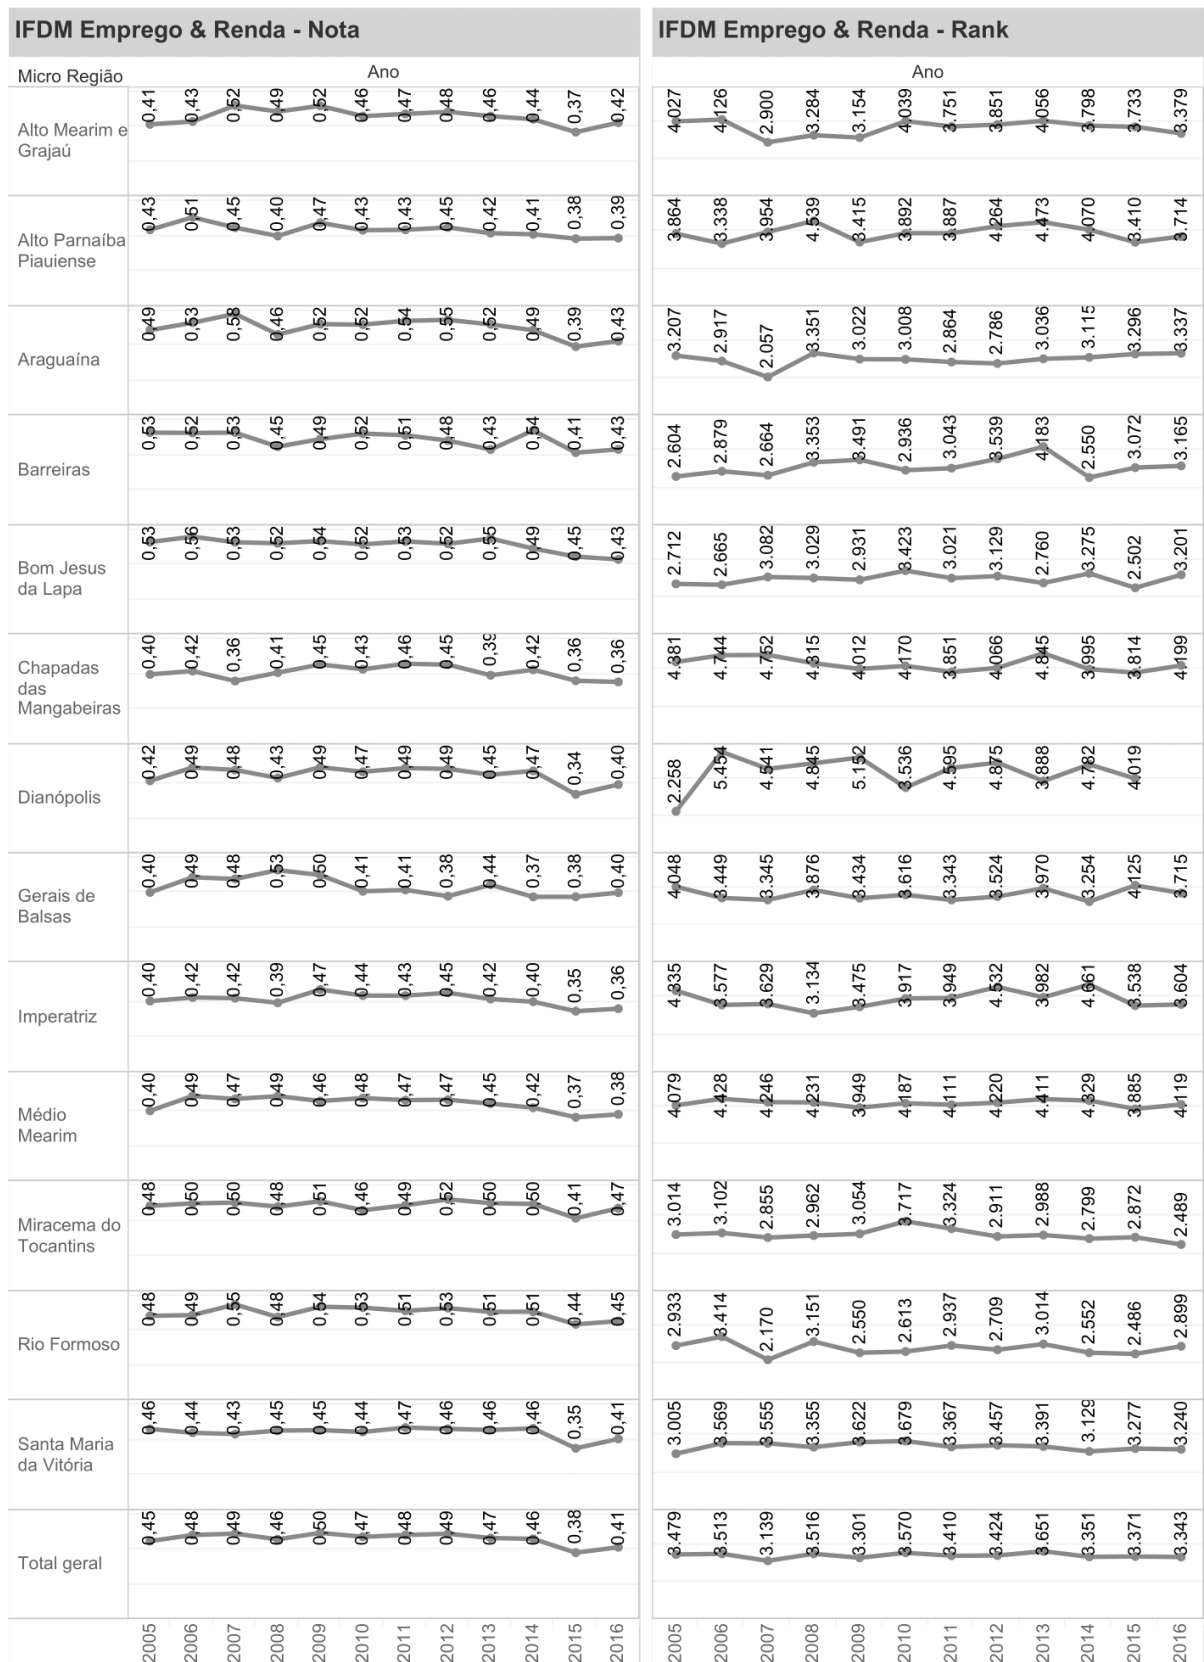 IFDM Emprego & Renda - Nota
IFDM Emprego & Renda - Rank
Micro Região
Ano
Ano
Alto Mearim e
Grajaú
0,41 0,43 0,52 0,49 0,52 0,46 0,47 0,48 0,46 0,44 0,37 0,42
4.027 4.126 2.900 3.284 3.154 4.039 3.751 3.851 4.056 3.798 3.733 3.379
Alto Parnaíba
Piauiense
0,43 0,51 0,45 0,40 0,47 0,43 0,43 0,45 0,42 0,41 0,38 0,39
3.864 3.338 3.954 4.539 3.415 3.892 3.887 4.264 4.473 4.070 3.410 3.714
Araguaína
0,49 0,53 0,58 0,46 0,52 0,52 0,54 0,55 0,52 0,49 0,39 0,43
3.207 2.917 2.057 3.351 3.022 3.008 2.864 2.786 3.036 3.115 3.296 3.337
Barreiras
0,53 0,52 0,53 0,45 0,49 0,52 0,51 0,48 0,43 0,54 0,41 0,43
2.604 2.879 2.664 3.353 3.491 2.936 3.043 3.539 4.183 2.550 3.072 3.165
Bom Jesus
da Lapa
0,53 0,56 0,53 0,52 0,54 0,52 0,53 0,52 0,55 0,49 0,45 0,43
2.712 2.665 3.082 3.029 2.931 3.423 3.021 3.129 2.760 3.275 2.502 3.201
Chapadas
das
Mangabeiras
0,40 0,42 0,36 0,41 0,45 0,43 0,46 0,45 0,39 0,42 0,36 0,36
4.381 4.744 4.752 4.315 4.012 4.170 3.851 4.066 4.845 3.995 3.814 4.199
Dianópolis
0,42 0,49 0,48 0,43 0,49 0,47 0,49 0,49 0,45 0,47 0,34 0,40
2.258 5.454 4.541 4.845 5.152 3.536 4.595 4.875 3.888 4.782 4.019
Gerais de
Balsas
0,40 0,49 0,48 0,53 0,50 0,41 0,41 0,38 0,44 0,37 0,38 0,40
4.048 3.449 3.345 3.876 3.434 3.616 3.343 3.524 3.970 3.254 4.125 3.715
Imperatriz
0,40 0,42 0,42 0,39 0,47 0,44 0,43 0,45 0,42 0,40 0,35 0,36
4.335 3.577 3.629 3.134 3.475 3.917 3.949 4.532 3.982 4.661 3.538 3.604
Médio
Mearim
0,40 0,49 0,47 0,49 0,46 0,48 0,47 0,47 0,45 0,42 0,37 0,38
4.079 4.428 4.246 4.231 3.949 4.187 4.111 4.220 4.411 4.329 3.885 4.119
Miracema do
Tocantins
0,48 0,50 0,50 0,48 0,51 0,46 0,49 0,52 0,50 0,50 0,41 0,47
3.014 3.102 2.855 2.962 3.054 3.717 3.324 2.911 2.988 2.799 2.872 2.489
Rio Formoso
0,48 0,49 0,55 0,48 0,54 0,53 0,51 0,53 0,51 0,51 0,44 0,45
2.933 3.414 2.170 3.151 2.550 2.613 2.937 2.709 3.014 2.552 2.486 2.899
Santa Maria
da Vitória
0,46 0,44 0,43 0,45 0,45 0,44 0,47 0,46 0,46 0,46 0,35 0,41
3.005 3.569 3.555 3.355 3.622 3.679 3.367 3.457 3.391 3.129 3.277 3.240
Total geral
0,45 0,48 0,49 0,46 0,50 0,47 0,48 0,49 0,47 0,46 0,38 0,41
3.479 3.513 3.139 3.516 3.301 3.570 3.410 3.424 3.651 3.351 3.371 3.343
2005 2006 2007 2008 2009 2010 2011 2012 2013 2014 2015 2016
2005 2006 2007 2008 2009 2010 2011 2012 2013 2014 2015 2016